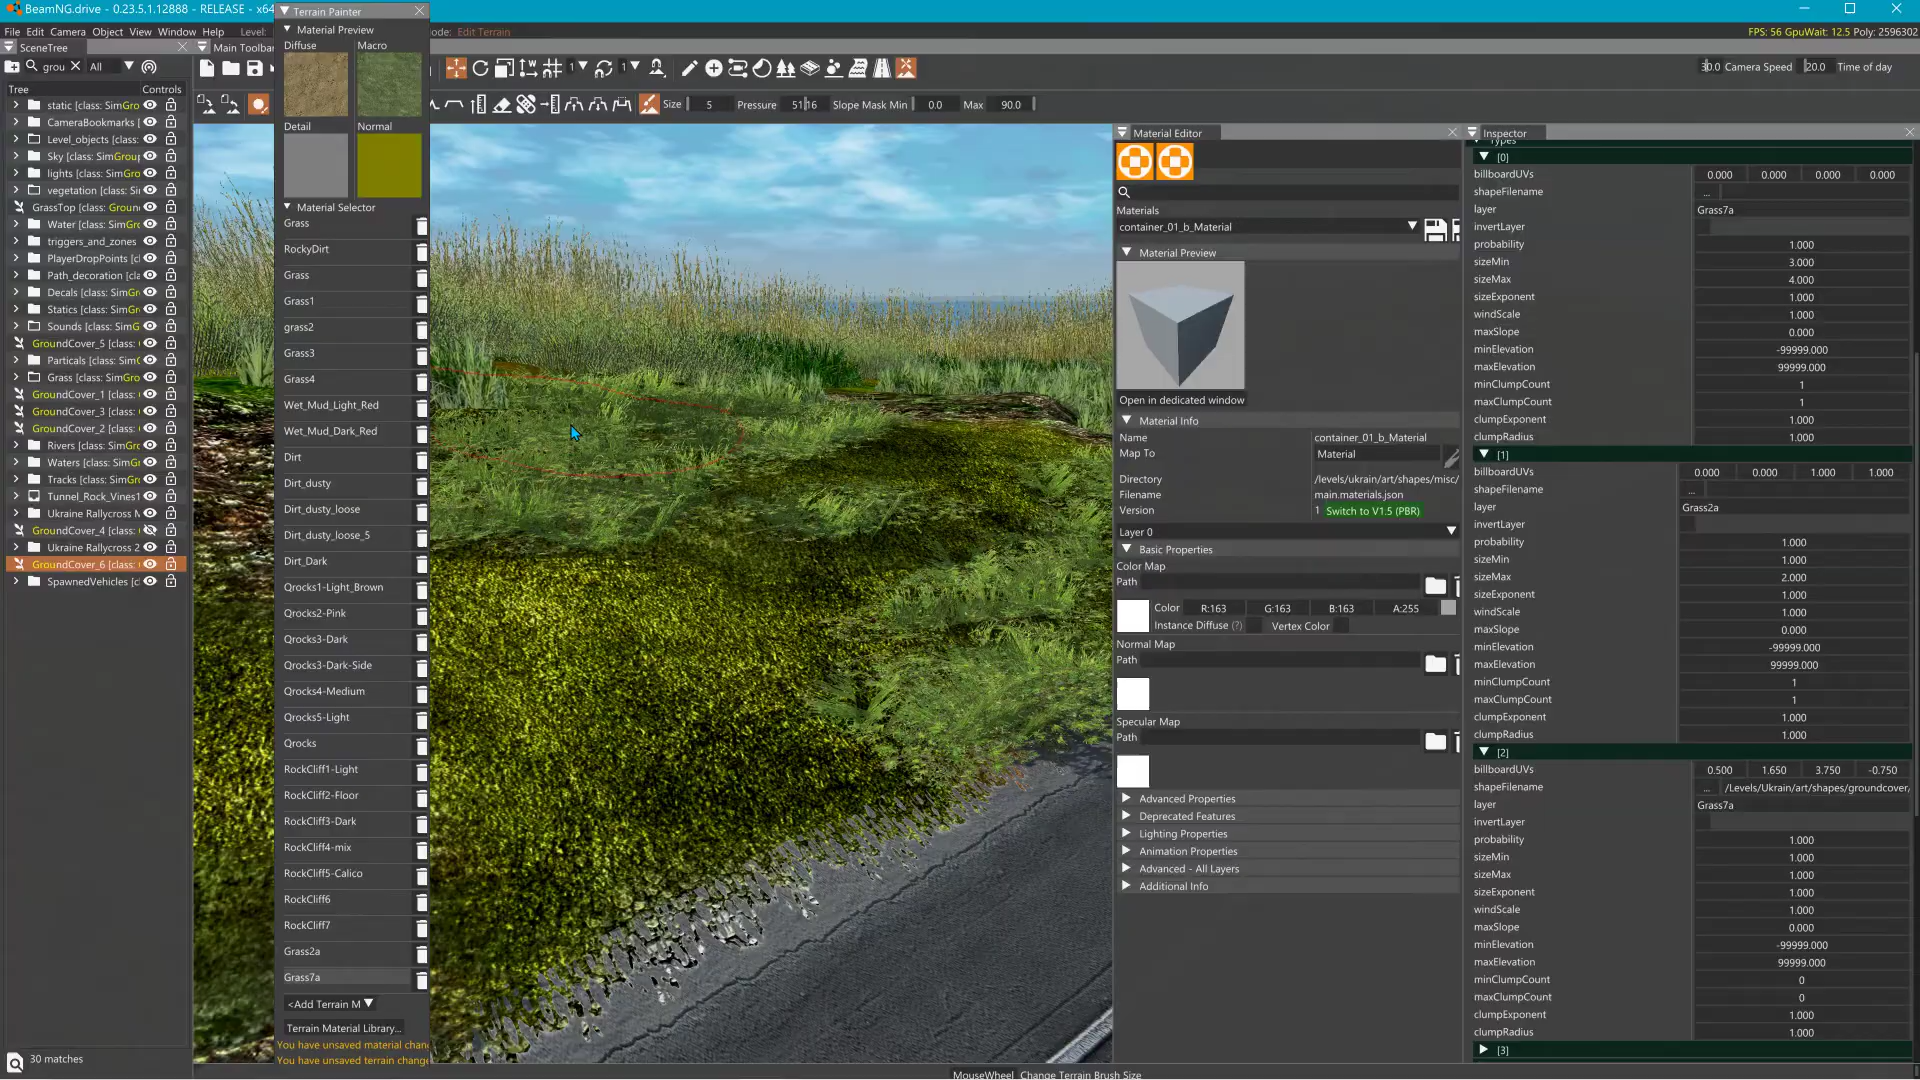 BeamNG.drive - 0.23.5.1.12888 - RELEASE - x64
File Edit Camera Object View Window Help Level:
ode: Edit Terrain
FPS: 56 GpuWait: 12.5 Poly: 2596302
SceneTree
Main Toolbar
grou All
Tree Controls
static [class: SimGro
CameraBookmarks [
Level_objects [class:
Sky [class: SimGroup
lights [class: SimGro
vegetation [class: Si
GrassTop [class: Groun
Water [class: SimGro
triggers_and_zones
PlayerDropPoints [cl
Path_decoration [cla
Decals [class: SimGr
Statics [class: SimGro
Sounds [class: SimG
GroundCover_5 [class:
Particals [class: SimG
Grass [class: SimGro
GroundCover_1 [class:
GroundCover_3 [class:
GroundCover_2 [class:
Rivers [class: SimGro
Waters [class: SimGr
Tracks [class: SimGro
Tunnel_Rock_Vines1
Ukraine Rallycross M
GroundCover_4 [class:
Ukraine Rallycross 2
GroundCover_6 [class:
SpawnedVehicles [cl
30 matches
Terrain Painter
Material Preview
Diffuse Macro
Detail Normal
Material Selector
Grass
RockyDirt
Grass
Grass1
grass2
Grass3
Grass4
Wet_Mud_Light_Red
Wet_Mud_Dark_Red
Dirt
Dirt_dusty
Dirt_dusty_loose
Dirt_dusty_loose_5
Dirt_Dark
Qrocks1-Light_Brown
Qrocks2-Pink
Qrocks3-Dark
Qrocks3-Dark-Side
Qrocks4-Medium
Qrocks5-Light
Qrocks
RockCliff1-Light
RockCliff2-Floor
RockCliff3-Dark
RockCliff4-mix
RockCliff5-Calico
RockCliff6
RockCliff7
Grass2a
Grass7a
<Add Terrain M
Terrain Material Library...
You have unsaved material chan
You have unsaved terrain change
1 1
30.0 Camera Speed 20.0 Time of day
Size 5 Pressure 51.16 Slope Mask Min 0.0 Max 90.0
MouseWheel Change Terrain Brush Size
Material Editor
Materials
container_01_b_Material
Material Preview
Open in dedicated window
Material Info
Name container_01_b_Material
Map To Material
Directory /levels/ukrain/art/shapes/misc/
Filename main.materials.json
Version 1 Switch to V1.5 (PBR)
Layer 0
Basic Properties
Color Map
Path
Color R:163 G:163 B:163 A:255
Instance Diffuse (?) Vertex Color
Normal Map
Path
Specular Map
Path
Advanced Properties
Deprecated Features
Lighting Properties
Animation Properties
Advanced - All Layers
Additional Info
Inspector
Types
[0]
billboardUVs 0.000 0.000 0.000 0.000
shapeFilename ...
layer Grass7a
invertLayer
probability 1.000
sizeMin 3.000
sizeMax 4.000
sizeExponent 1.000
windScale 1.000
maxSlope 0.000
minElevation -99999.000
maxElevation 99999.000
minClumpCount 1
maxClumpCount 1
clumpExponent 1.000
clumpRadius 1.000
[1]
billboardUVs 0.000 0.000 1.000 1.000
shapeFilename ...
layer Grass2a
invertLayer
probability 1.000
sizeMin 1.000
sizeMax 2.000
sizeExponent 1.000
windScale 1.000
maxSlope 0.000
minElevation -99999.000
maxElevation 99999.000
minClumpCount 1
maxClumpCount 1
clumpExponent 1.000
clumpRadius 1.000
[2]
billboardUVs 0.500 1.650 3.750 -0.750
shapeFilename ... /Levels/Ukrain/art/shapes/groundcover/
layer Grass7a
invertLayer
probability 1.000
sizeMin 1.000
sizeMax 1.000
sizeExponent 1.000
windScale 1.000
maxSlope 0.000
minElevation -99999.000
maxElevation 99999.000
minClumpCount 0
maxClumpCount 0
clumpExponent 1.000
clumpRadius 1.000
[3]